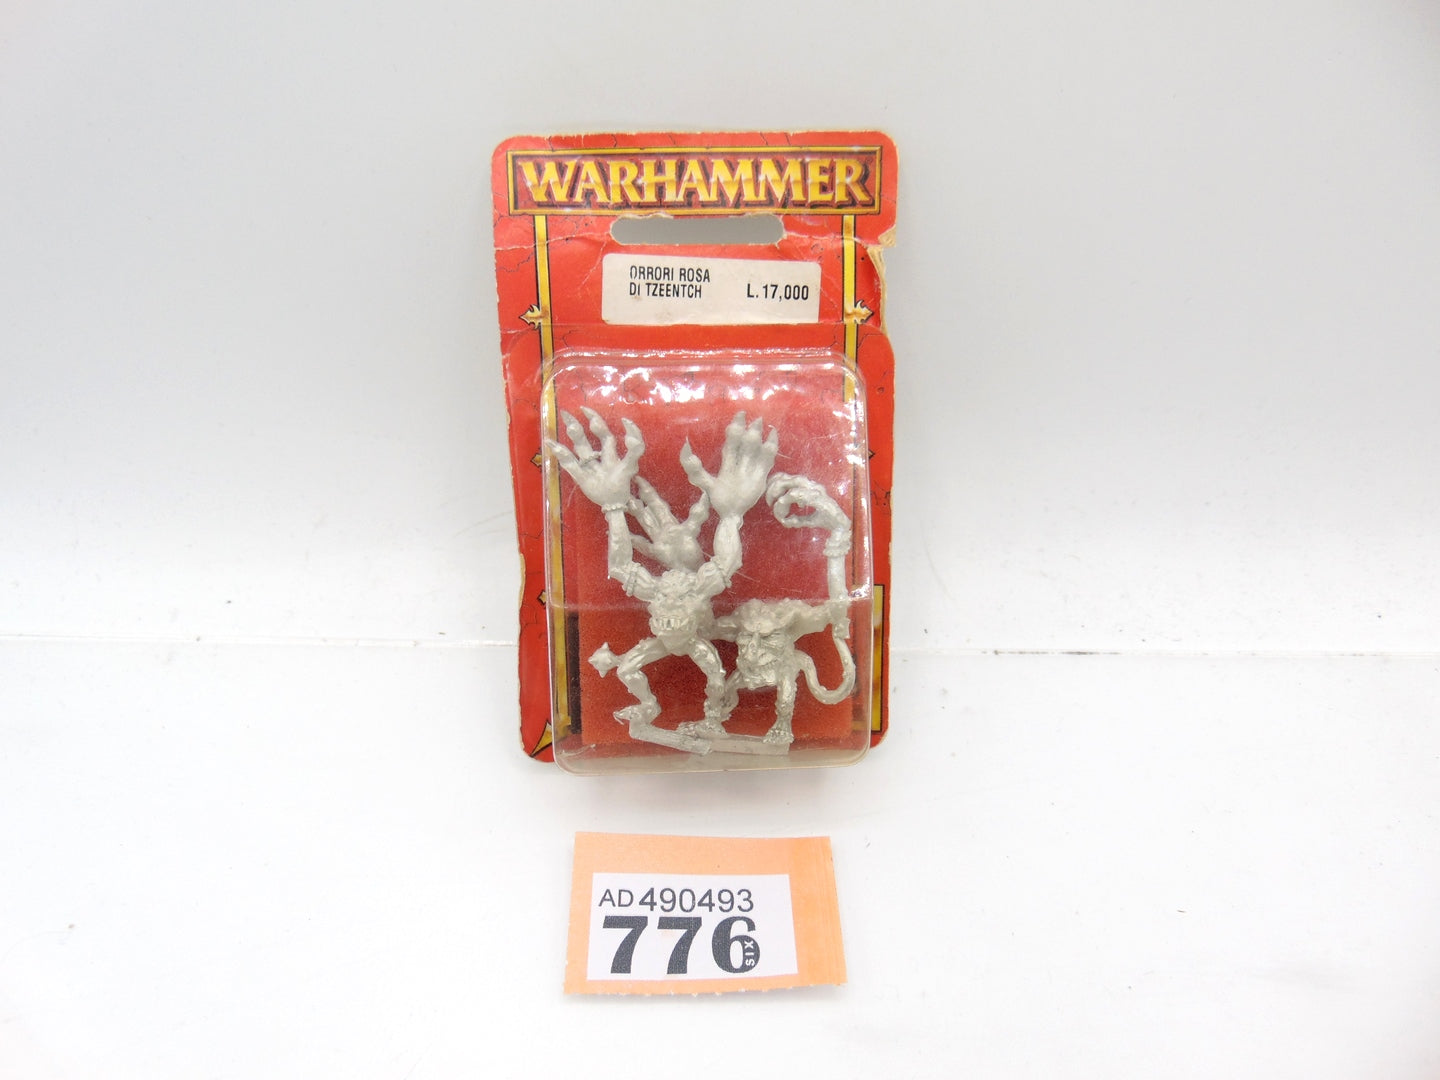 WARHAMMER
ORRORI ROSA
DI TZEENTCH L.17,000
AD 490493
776
SIX